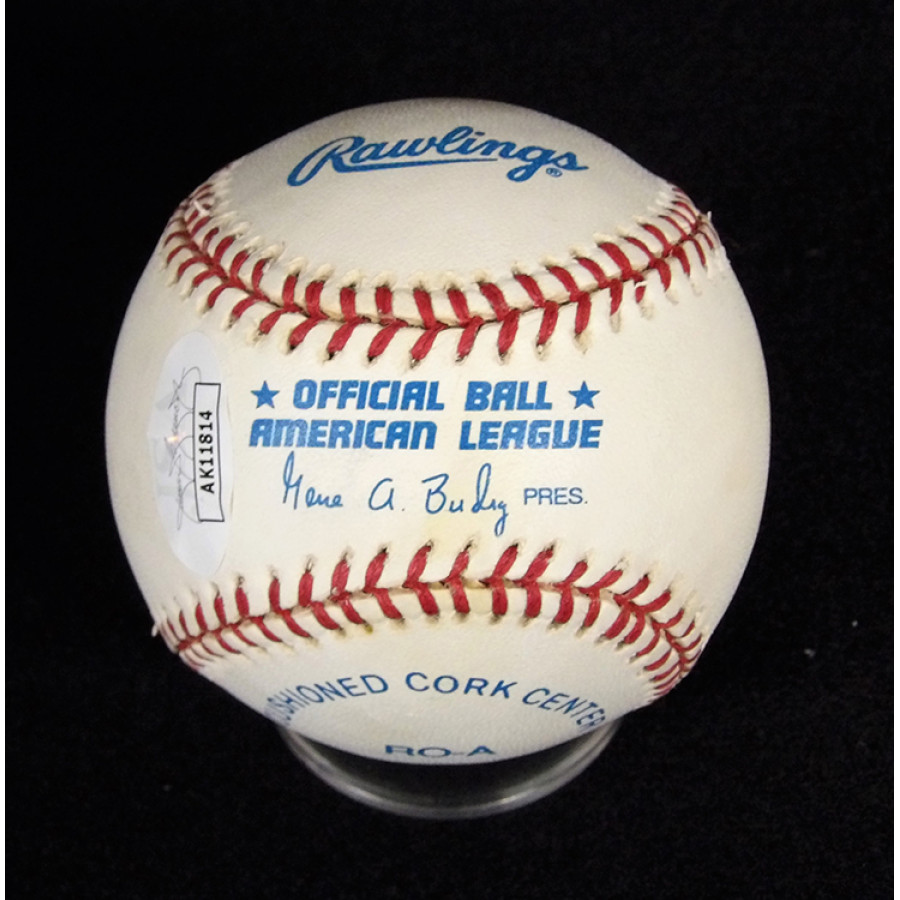 Rawlings®
★ OFFICIAL BALL ★
AMERICAN LEAGUE
Gene A. Budig PRES.
AK11814
CUSHIONED CORK CENTER
RO-A